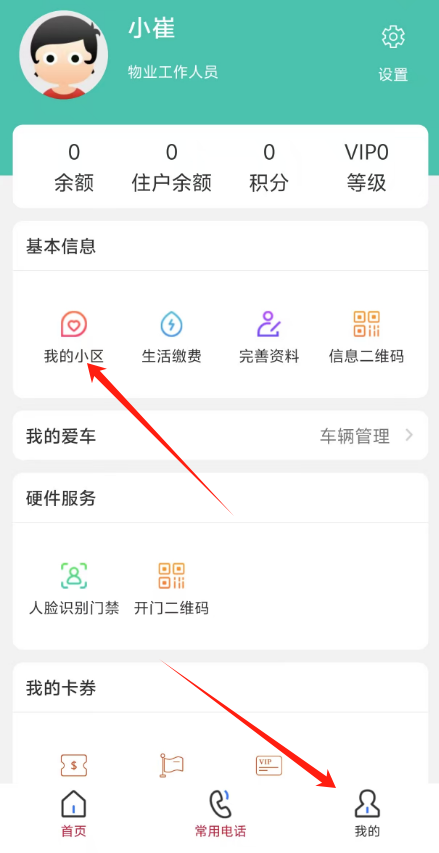 小崔
物业工作人员
设置
0 0 0 VIP0
余额 住户余额 积分 等级
基本信息
我的小区 生活缴费 完善资料 信息二维码
我的爱车 车辆管理
硬件服务
人脸识别门禁 开门二维码
我的卡券
$ VIP
首页 常用电话 我的